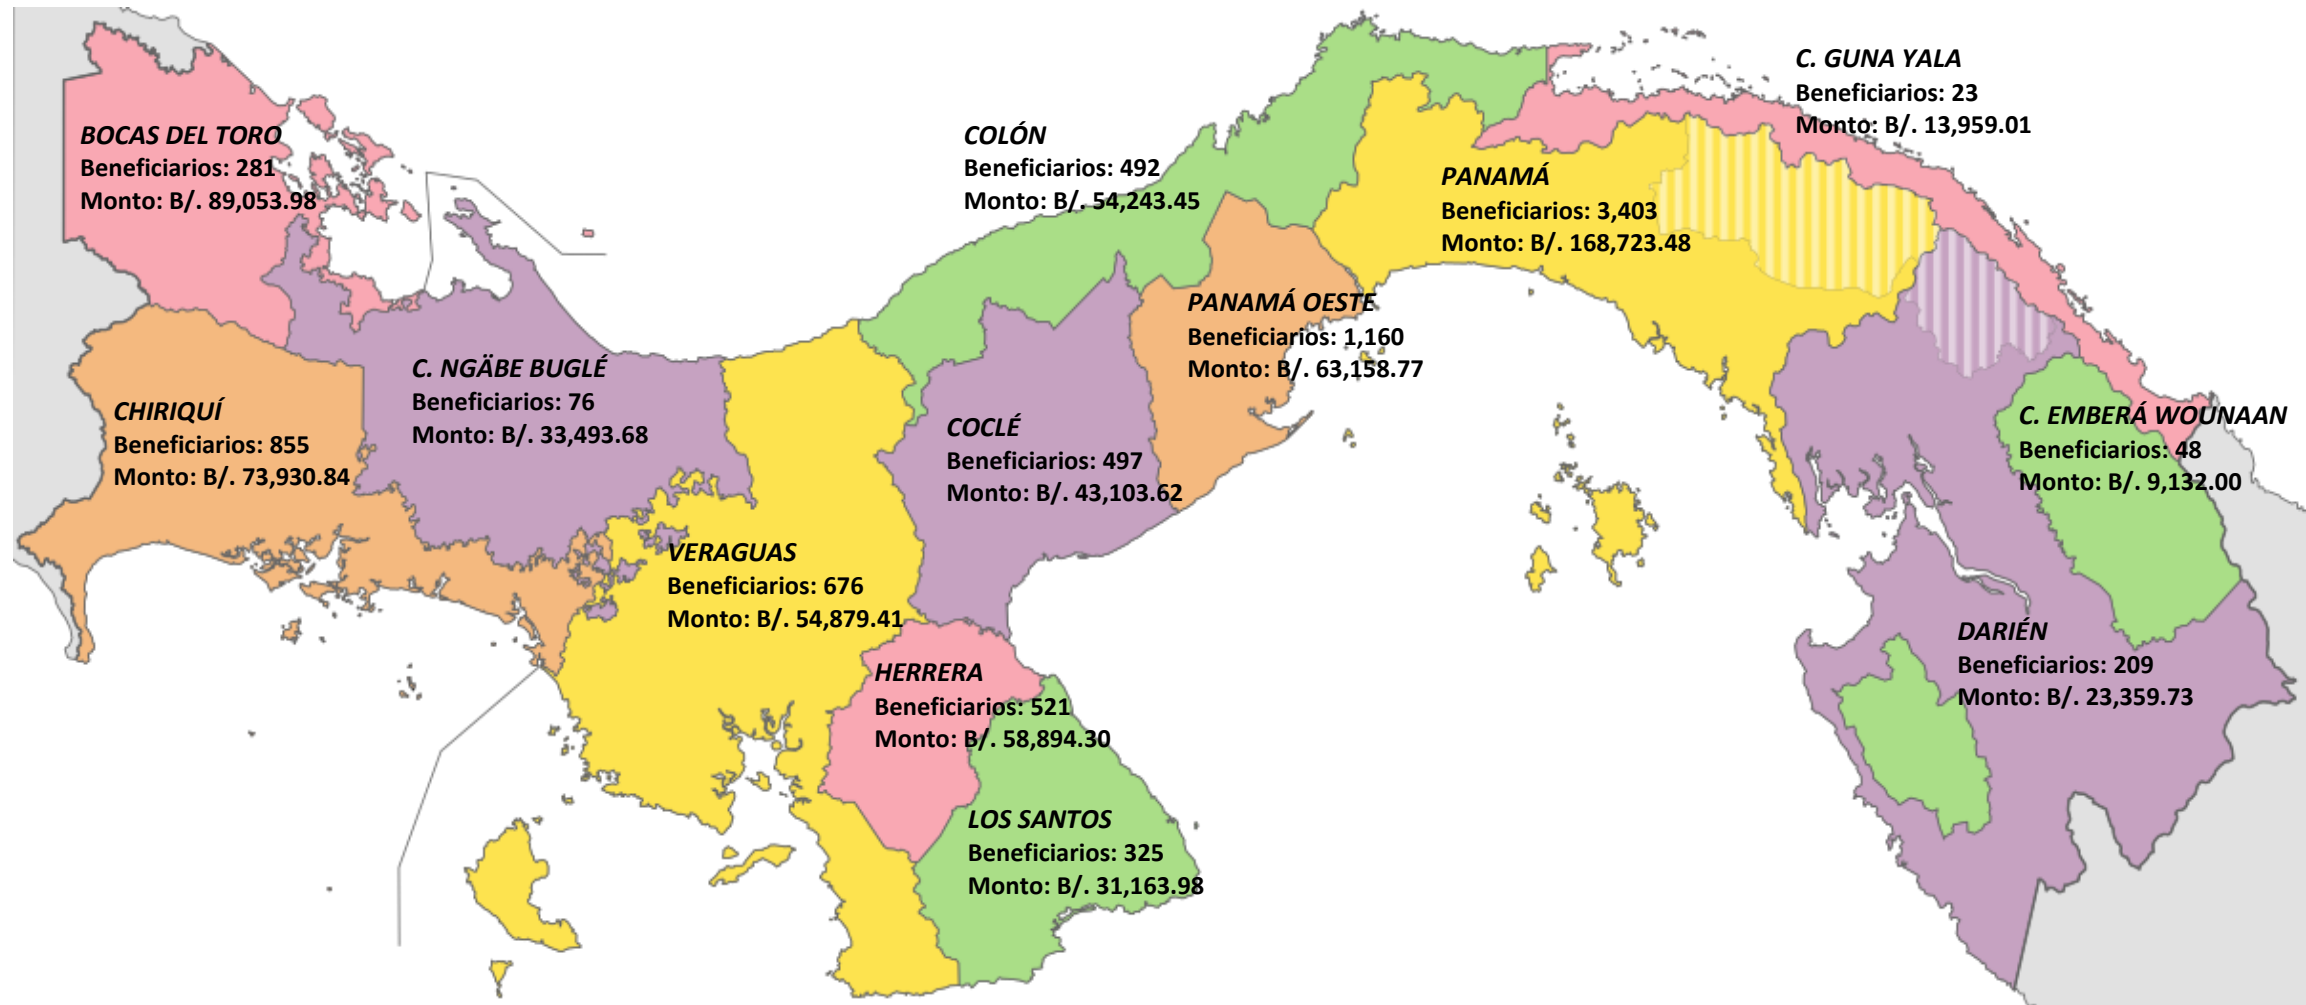 C. GUNA YALA
Beneficiarios: 23
Monto: B/. 13,959.01
BOCAS DEL TORO
Beneficiarios: 281
Monto: B/. 89,053.98
COLÓN
Beneficiarios: 492
Monto: B/. 54,243.45
PANAMÁ
Beneficiarios: 3,403
Monto: B/. 168,723.48
PANAMÁ OESTE
Beneficiarios: 1,160
Monto: B/. 63,158.77
C. NGÄBE BUGLÉ
Beneficiarios: 76
Monto: B/. 33,493.68
CHIRIQUÍ
Beneficiarios: 855
Monto: B/. 73,930.84
COCLÉ
Beneficiarios: 497
Monto: B/. 43,103.62
C. EMBERÁ WOUNAAN
Beneficiarios: 48
Monto: B/. 9,132.00
VERAGUAS
Beneficiarios: 676
Monto: B/. 54,879.41
DARIÉN
Beneficiarios: 209
Monto: B/. 23,359.73
HERRERA
Beneficiarios: 521
Monto: B/. 58,894.30
LOS SANTOS
Beneficiarios: 325
Monto: B/. 31,163.98